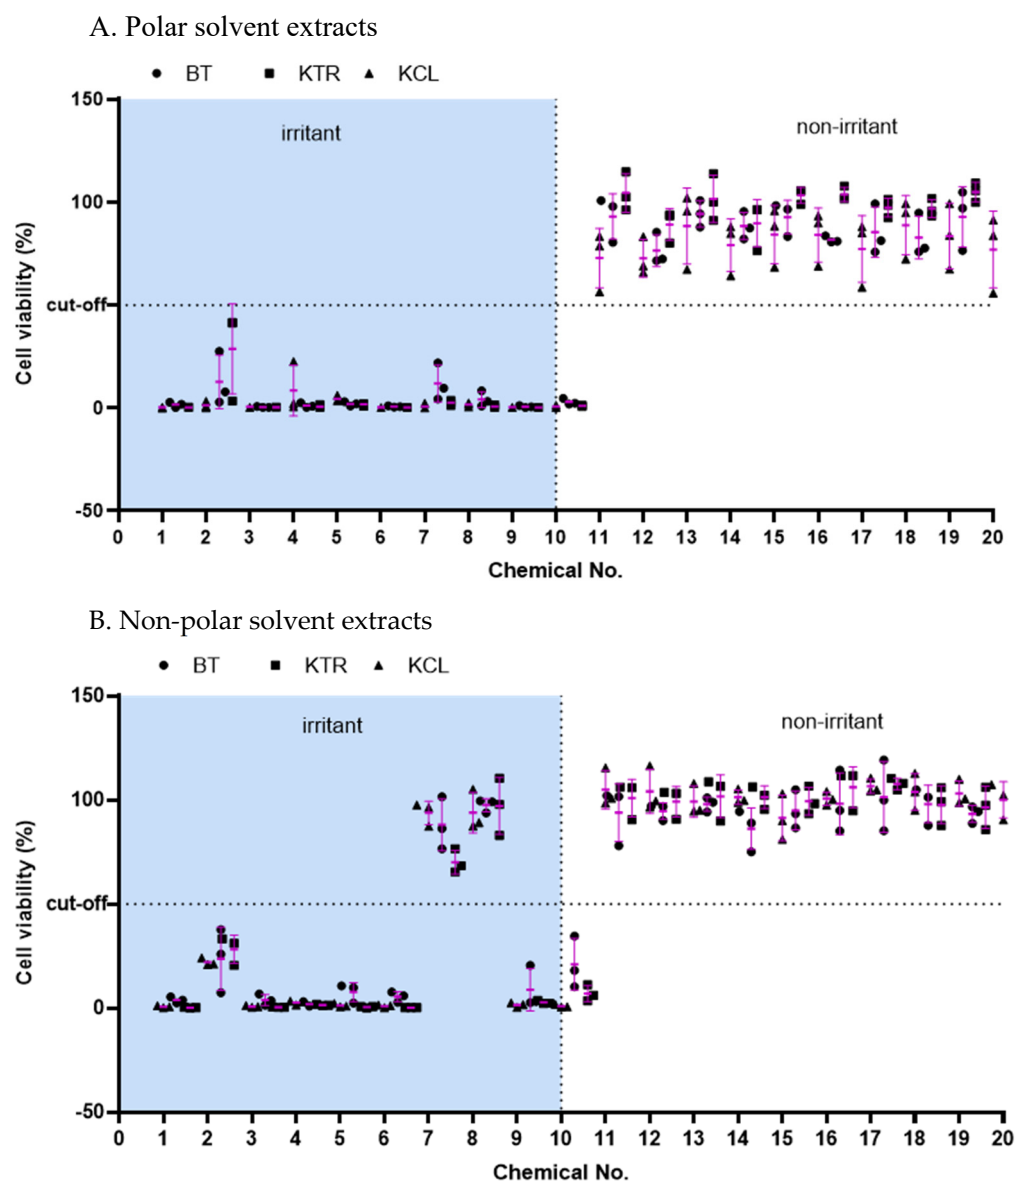 A. Polar solvent extracts
BT KTR KCL
150
irritant
non-irritant
100
cut-off
0
-50
Cell viability (%)
0 1 2 3 4 5 6 7 8 9 10 11 12 13 14 15 16 17 18 19 20
Chemical No.
B. Non-polar solvent extracts
BT KTR KCL
150
irritant
non-irritant
100
cut-off
0
-50
Cell viability (%)
0 1 2 3 4 5 6 7 8 9 10 11 12 13 14 15 16 17 18 19 20
Chemical No.